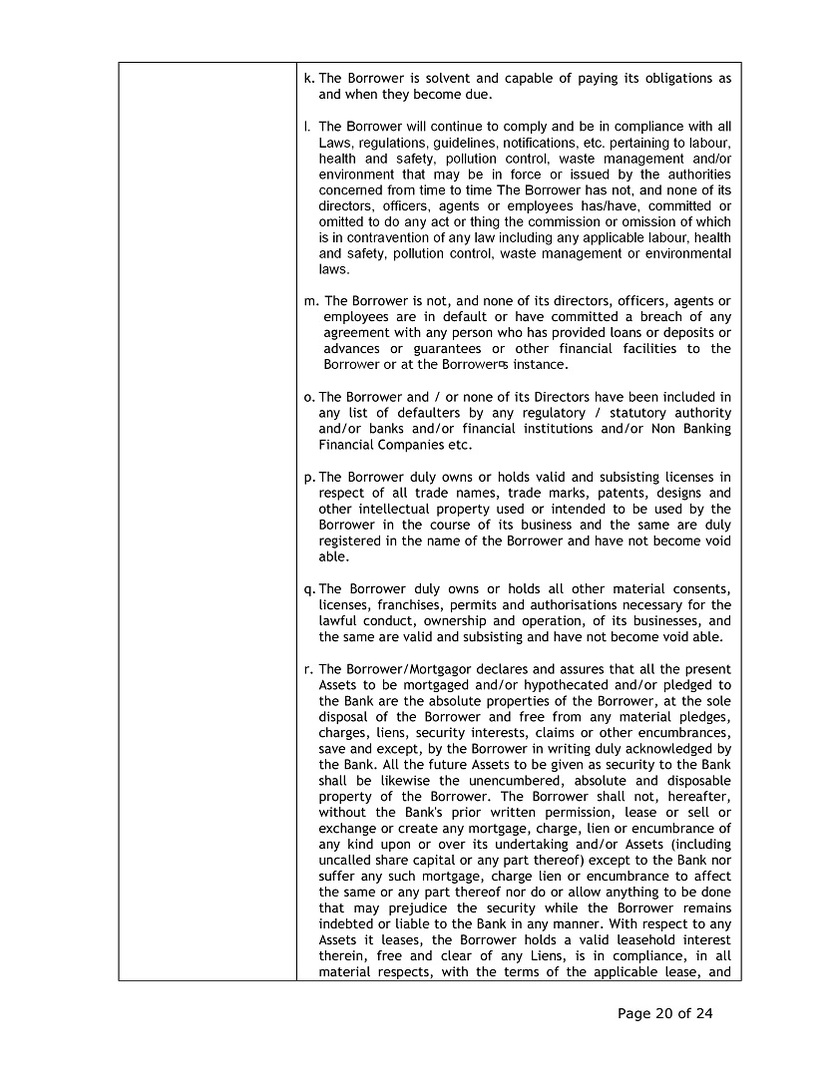 k. The Borrower is solvent and capable of paying its obligations as
and when they become due.
l. The Borrower will continue to comply and be in compliance with all
Laws, regulations, guidelines, notifications, etc. pertaining to labour,
health and safety, pollution control, waste management and/or
environment that may be in force or issued by the authorities
concerned from time to time The Borrower has not, and none of its
directors, officers, agents or employees has/have, committed or
omitted to do any act or thing the commission or omission of which
is in contravention of any law including any applicable labour, health
and safety, pollution control, waste management or environmental
laws.
m. The Borrower is not, and none of its directors, officers, agents or
employees are in default or have committed a breach of any
agreement with any person who has provided loans or deposits or
advances or guarantees or other financial facilities to the
Borrower or at the Borrower▫s instance.
o. The Borrower and / or none of its Directors have been included in
any list of defaulters by any regulatory / statutory authority
and/or banks and/or financial institutions and/or Non Banking
Financial Companies etc.
p. The Borrower duly owns or holds valid and subsisting licenses in
respect of all trade names, trade marks, patents, designs and
other intellectual property used or intended to be used by the
Borrower in the course of its business and the same are duly
registered in the name of the Borrower and have not become void
able.
q. The Borrower duly owns or holds all other material consents,
licenses, franchises, permits and authorisations necessary for the
lawful conduct, ownership and operation, of its businesses, and
the same are valid and subsisting and have not become void able.
r. The Borrower/Mortgagor declares and assures that all the present
Assets to be mortgaged and/or hypothecated and/or pledged to
the Bank are the absolute properties of the Borrower, at the sole
disposal of the Borrower and free from any material pledges,
charges, liens, security interests, claims or other encumbrances,
save and except, by the Borrower in writing duly acknowledged by
the Bank. All the future Assets to be given as security to the Bank
shall be likewise the unencumbered, absolute and disposable
property of the Borrower. The Borrower shall not, hereafter,
without the Bank's prior written permission, lease or sell or
exchange or create any mortgage, charge, lien or encumbrance of
any kind upon or over its undertaking and/or Assets (including
uncalled share capital or any part thereof) except to the Bank nor
suffer any such mortgage, charge lien or encumbrance to affect
the same or any part thereof nor do or allow anything to be done
that may prejudice the security while the Borrower remains
indebted or liable to the Bank in any manner. With respect to any
Assets it leases, the Borrower holds a valid leasehold interest
therein, free and clear of any Liens, is in compliance, in all
material respects, with the terms of the applicable lease, and
Page 20 of 24